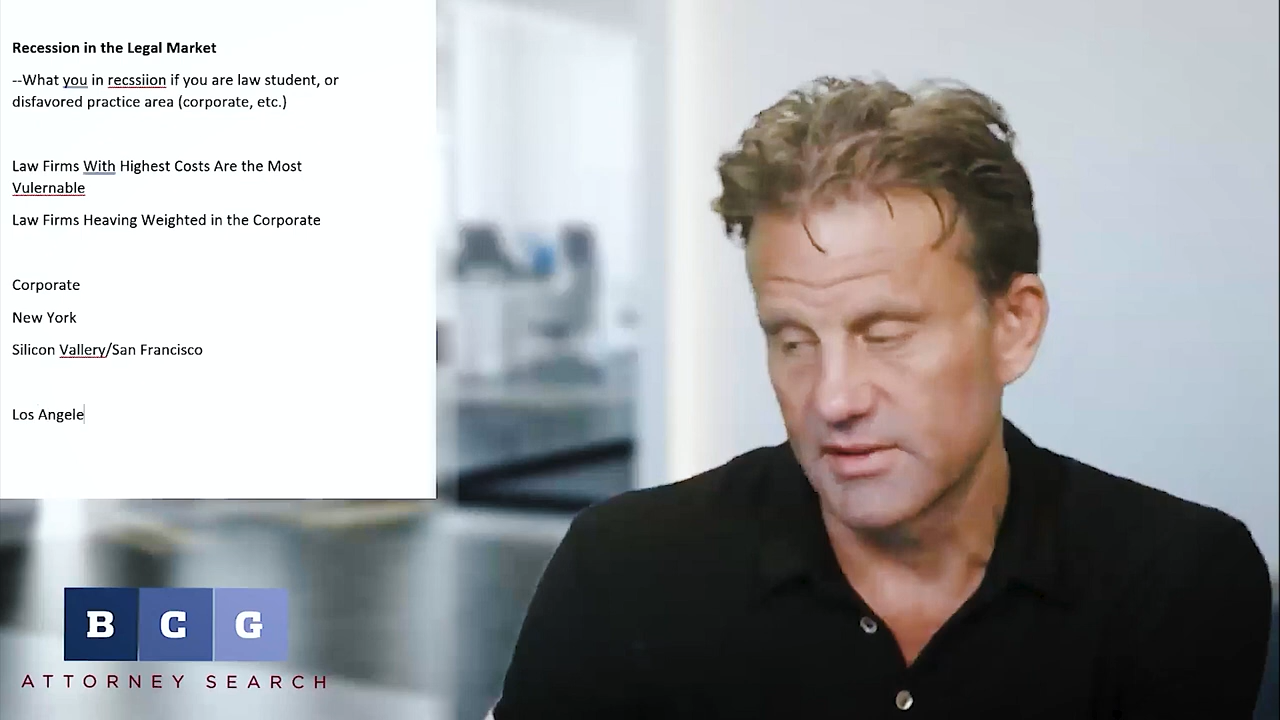 Recession in the Legal Market
--What you in recssiion if you are law student, or
disfavored practice area (corporate, etc.)
Law Firms With Highest Costs Are the Most
Vulernable
Law Firms Heaving Weighted in the Corporate
Corporate
New York
Silicon Vallery/San Francisco
Los Angele
B C G
ATTORNEY SEARCH